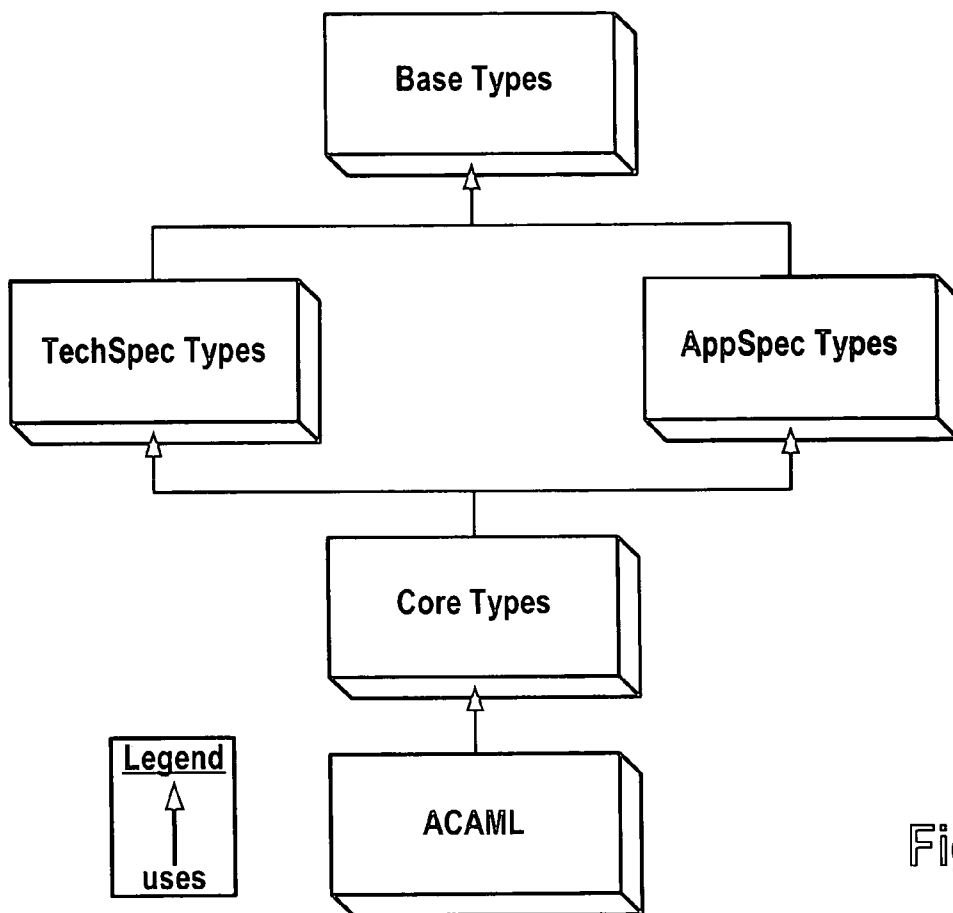 Base Types
TechSpec Types
AppSpec Types
Core Types
Legend
uses
ACAML